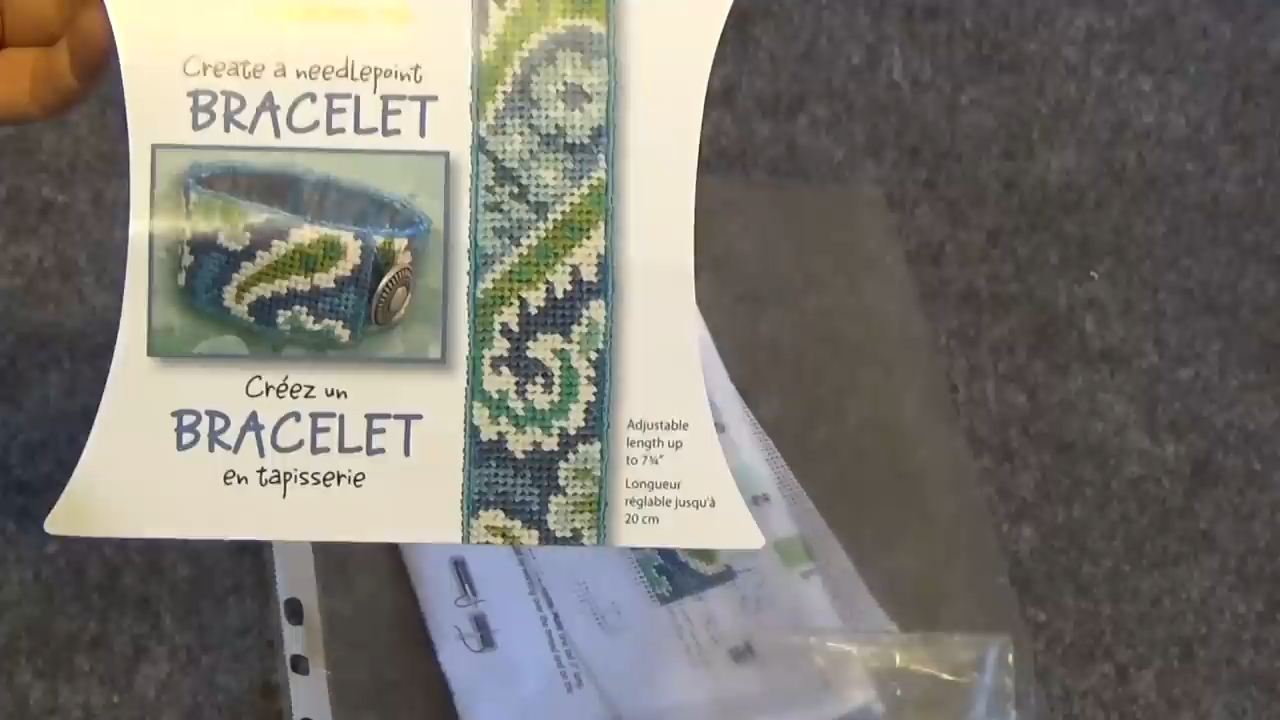 Create a needlepoint
BRACELET
Créez un
BRACELET
en tapisserie
Adjustable
length up
to 7¾"
Longueur
réglable jusqu'à
20 cm